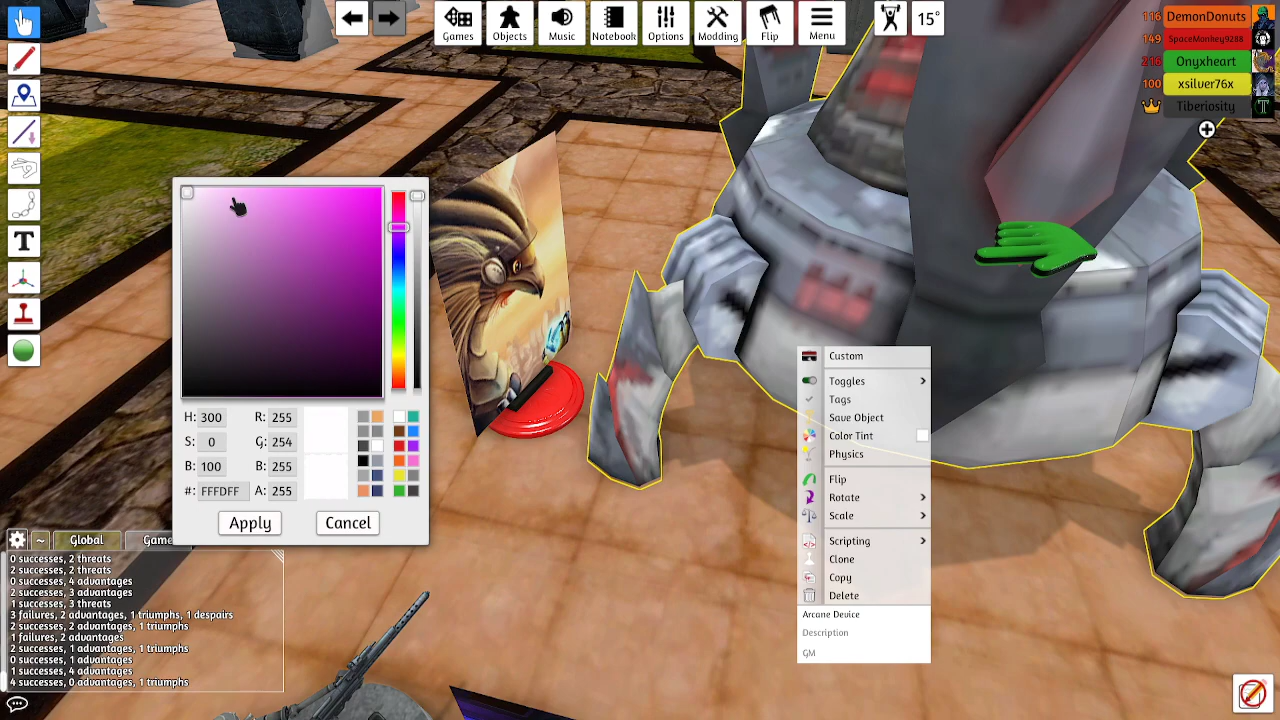 Games
Objects
Music
Notebook
Options
Modding
Flip
Menu
15°
116 DemonDonuts
149 SpaceMonkey9288
216 Onyxheart
100 xsilver76x
Tiberiosity
T
H: 300 R: 255
S: 0 G: 254
B: 100 B: 255
#: FFFDFF A: 255
Apply
Cancel
Custom
Toggles
Tags
Save Object
Color Tint
Physics
Flip
Rotate
Scale
Scripting
Clone
Copy
Delete
Arcane Device
Description
GM
~ Global Game
0 successes, 2 threats
2 successes, 2 threats
0 successes, 4 advantages
2 successes, 3 advantages
1 successes, 3 threats
3 failures, 2 advantages, 1 triumphs, 1 despairs
2 successes, 2 advantages, 1 triumphs
1 failures, 2 advantages
2 successes, 1 advantages, 1 triumphs
0 successes, 1 advantages
1 successes, 4 advantages
4 successes, 0 advantages, 1 triumphs